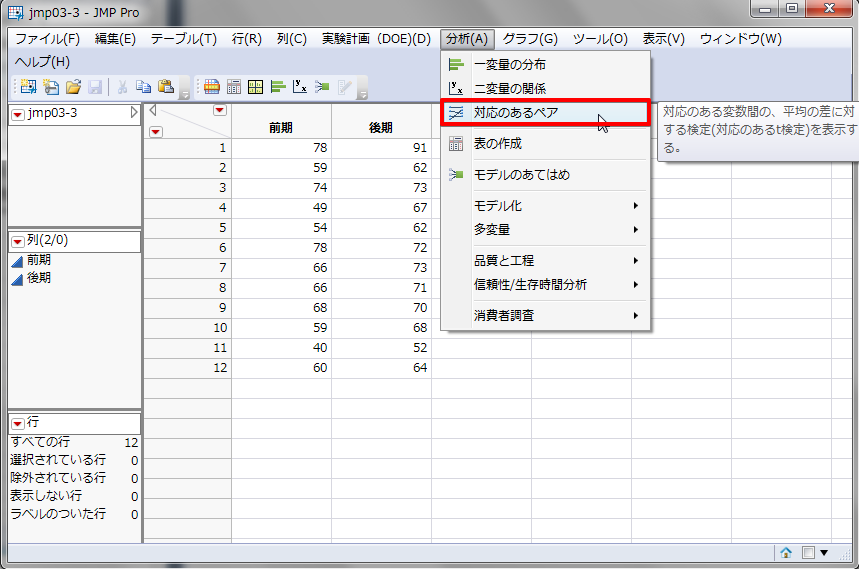 jmp03-3 - JMP Pro
ファイル(F) 編集(E) テーブル(T) 行(R) 列(C) 実験計画（DOE)(D) 分析(A) グラフ(G) ツール(O) 表示(V) ウィンドウ(W)
ヘルプ(H)
一変量の分布
二変量の関係
対応のあるペア
表の作成
モデルのあてはめ
モデル化
多変量
品質と工程
信頼性/生存時間分析
消費者調査
対応のある変数間の、平均の差に対
する検定(対応のあるt検定)を表示す
る。
jmp03-3
列(2/0)
前期
後期
行
すべての行 12
選択されている行 0
除外されている行 0
表示しない行 0
ラベルのついた行 0
前期 後期
1 78 91
2 59 62
3 74 73
4 49 67
5 54 62
6 78 72
7 66 73
8 66 71
9 68 70
10 59 68
11 40 52
12 60 64